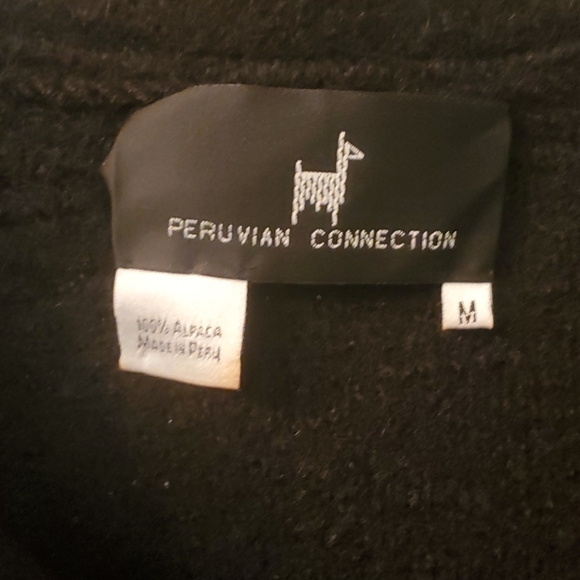 PERUVIAN CONNECTION
100% ALPACA
MADE IN PERU
M